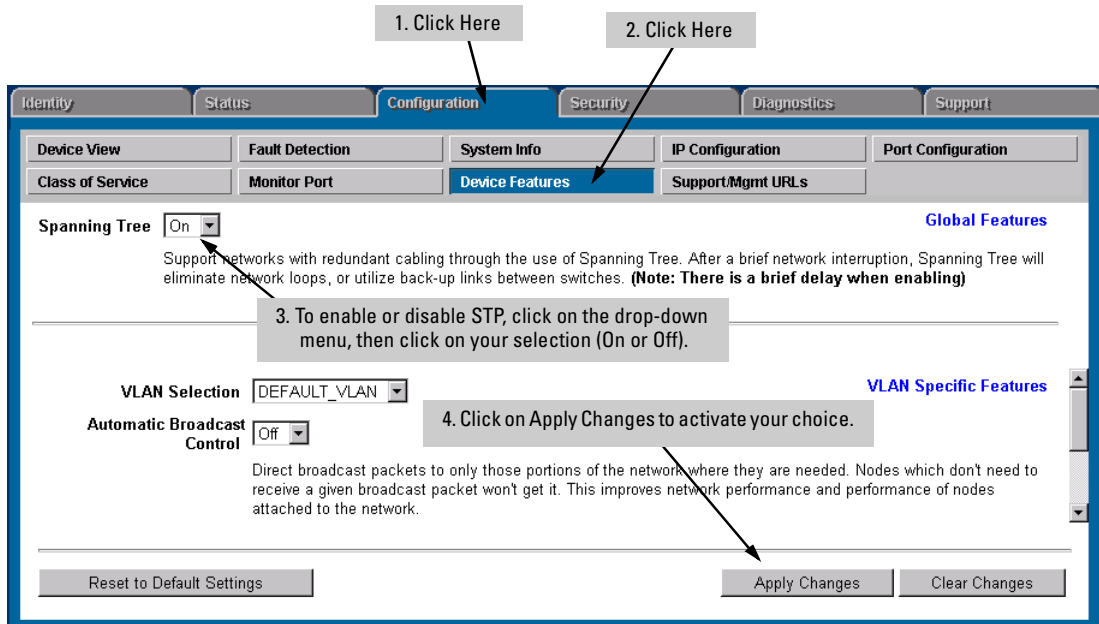 1. Click Here
2. Click Here
Identity
Status
Configuration
Security
Diagnostics
Support
Device View
Fault Detection
System Info
IP Configuration
Port Configuration
Class of Service
Monitor Port
Device Features
Support/Mgmt URLs
Spanning Tree
On
Global Features
Support networks with redundant cabling through the use of Spanning Tree. After a brief network interruption, Spanning Tree will
eliminate network loops, or utilize back-up links between switches. (Note: There is a brief delay when enabling)
3. To enable or disable STP, click on the drop-down
menu, then click on your selection (On or Off).
VLAN Selection
DEFAULT_VLAN
VLAN Specific Features
Automatic Broadcast
Control
Off
4. Click on Apply Changes to activate your choice.
Direct broadcast packets to only those portions of the network where they are needed. Nodes which don't need to
receive a given broadcast packet won't get it. This improves network performance and performance of nodes
attached to the network.
Reset to Default Settings
Apply Changes
Clear Changes